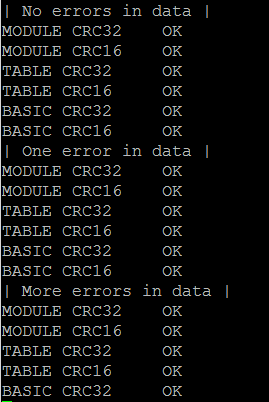 | No errors in data |
MODULE CRC32    OK
MODULE CRC16    OK
TABLE CRC32     OK
TABLE CRC16     OK
BASIC CRC32     OK
BASIC CRC16     OK
| One error in data |
MODULE CRC32    OK
MODULE CRC16    OK
TABLE CRC32     OK
TABLE CRC16     OK
BASIC CRC32     OK
BASIC CRC16     OK
| More errors in data |
MODULE CRC32    OK
MODULE CRC16    OK
TABLE CRC32     OK
TABLE CRC16     OK
BASIC CRC32     OK